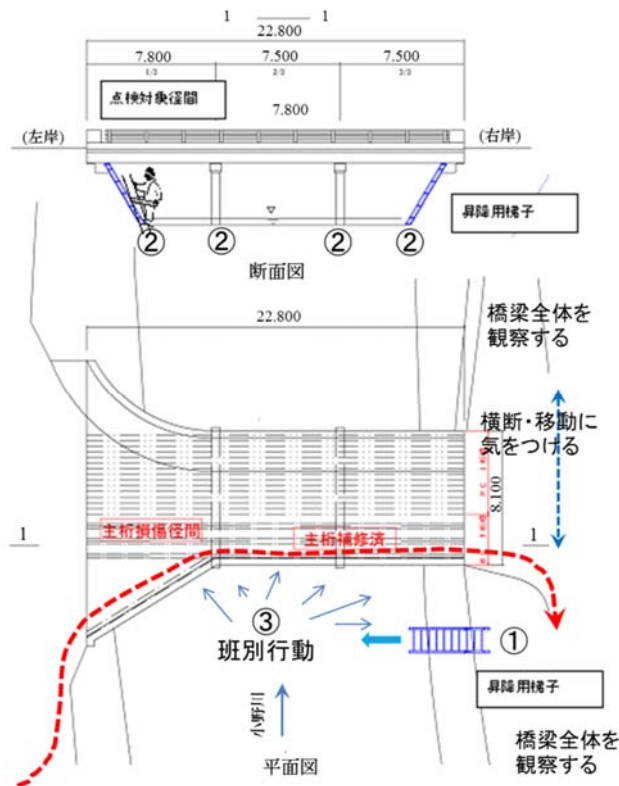 1 1
22.800
7.800 7.500 7.500
1/3 2/3 3/3
点検対象径間
7.800
(左岸) (右岸)
昇降用梯子
② ② ② ②
断面図
22.800
橋梁全体を
観察する
横断・移動に
気をつける
8.100
主桁損傷径間 主桁補修済
1 1
③
班別行動
①
昇降用梯子
小野川
橋梁全体を
観察する
平面図